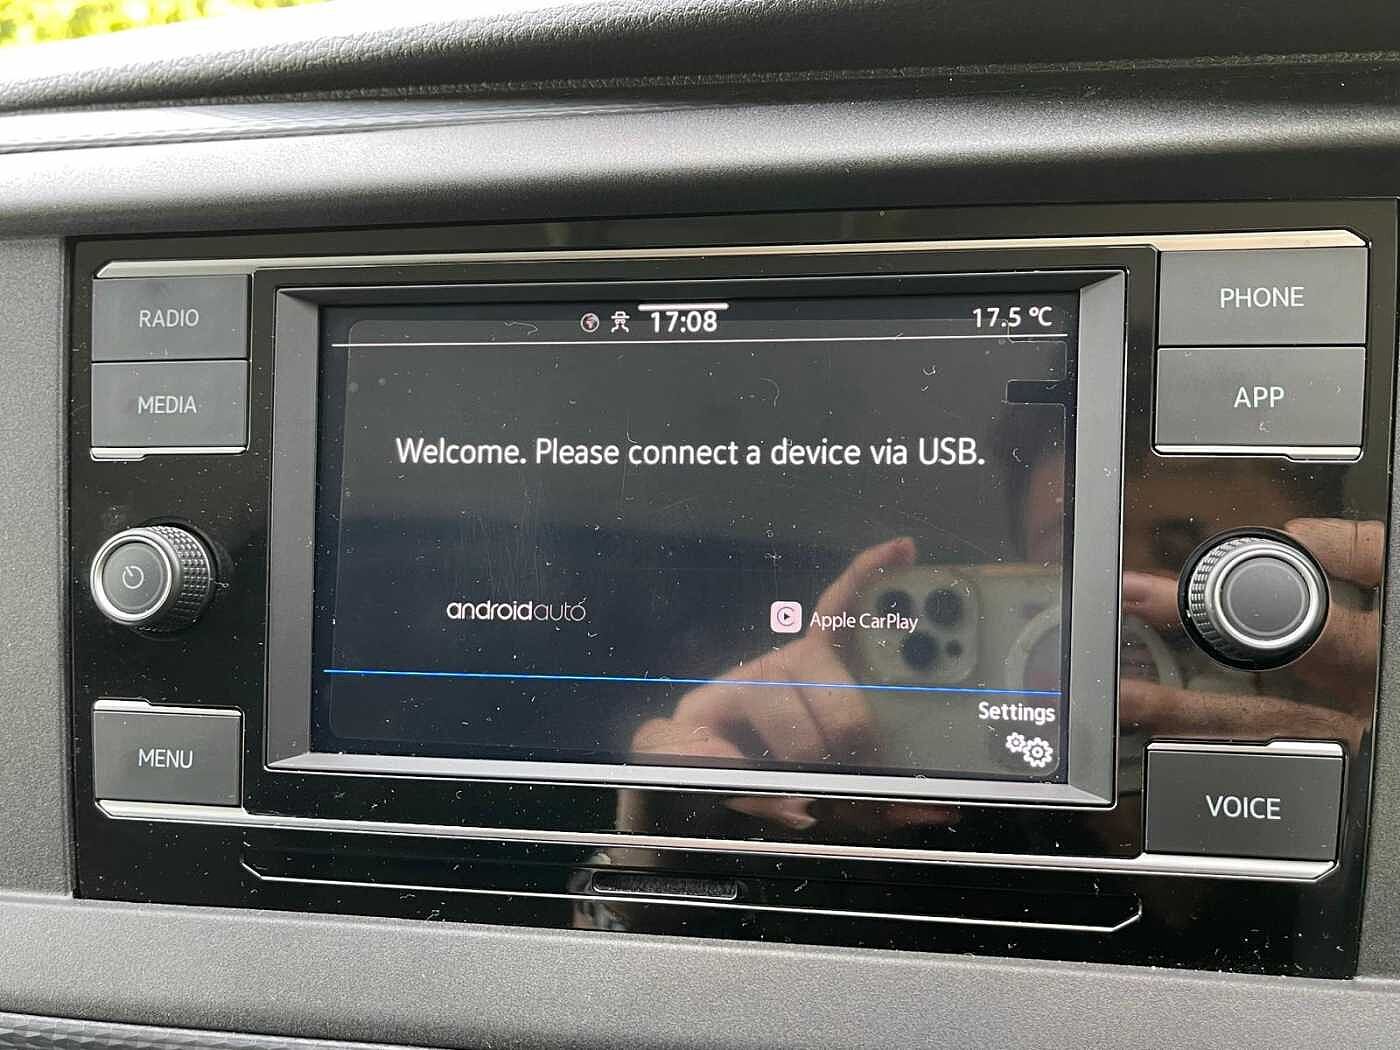 RADIO
MEDIA
MENU
17:08
17.5 °C
Welcome. Please connect a device via USB.
androidauto
Apple CarPlay
Settings
PHONE
APP
VOICE